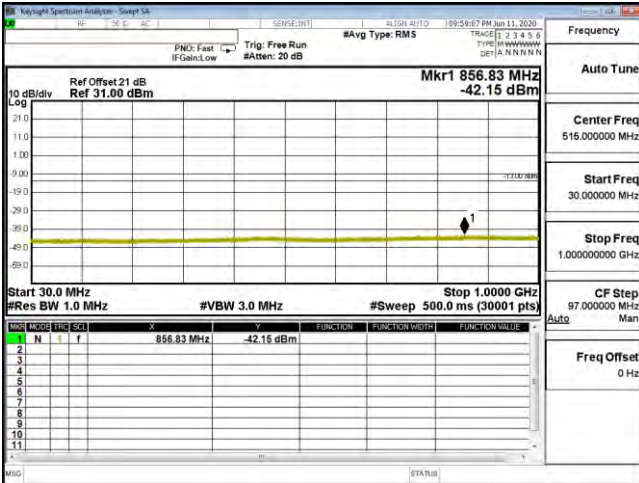 Keysight Spectrum Analyzer - Swept SA
RF 50 Ω AC SENSE:INT ALIGN AUTO 09:59:07 PM Jun 11, 2020
Frequency
#Avg Type: RMS
TRACE 1 2 3 4 5 6
PNO: Fast Trig: Free Run
TYPE M WWWWW
IFGain:Low #Atten: 20 dB
DET A N N N N N
Auto Tune
Mkr1 856.83 MHz
Ref Offset 21 dB
10 dB/div Ref 31.00 dBm -42.15 dBm
Log
21.0
11.0
1.00
-9.00
-13.00 dBm
-19.0
-29.0
-39.0
-49.0
-59.0
1
Center Freq
515.000000 MHz
Start Freq
30.000000 MHz
Stop Freq
1.000000000 GHz
Start 30.0 MHz Stop 1.0000 GHz
#Res BW 1.0 MHz #VBW 3.0 MHz #Sweep 500.0 ms (30001 pts)
CF Step
97.000000 MHz
Auto Man
MKR MODE TRC SCL X Y FUNCTION FUNCTION WIDTH FUNCTION VALUE
1 N 1 f 856.83 MHz -42.15 dBm
2
3
4
5
6
7
8
9
10
11
Freq Offset
0 Hz
MSG STATUS